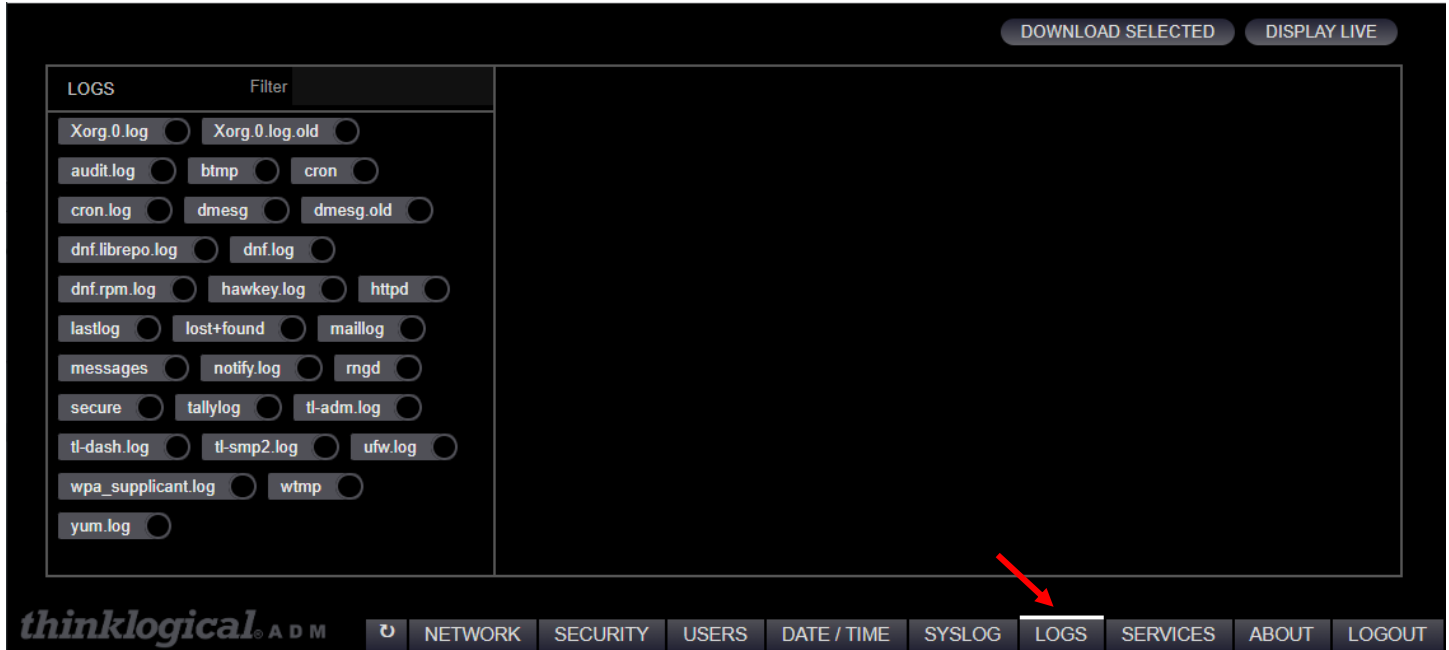 DOWNLOAD SELECTED DISPLAY LIVE
LOGS Filter
Xorg.0.log Xorg.0.log.old
audit.log btmp cron
cron.log dmesg dmesg.old
dnf.librepo.log dnf.log
dnf.rpm.log hawkey.log httpd
lastlog lost+found maillog
messages notify.log rngd
secure tallylog tl-adm.log
tl-dash.log tl-smp2.log ufw.log
wpa_supplicant.log wtmp
yum.log
thinklogical® ADM ↻ NETWORK SECURITY USERS DATE / TIME SYSLOG LOGS SERVICES ABOUT LOGOUT